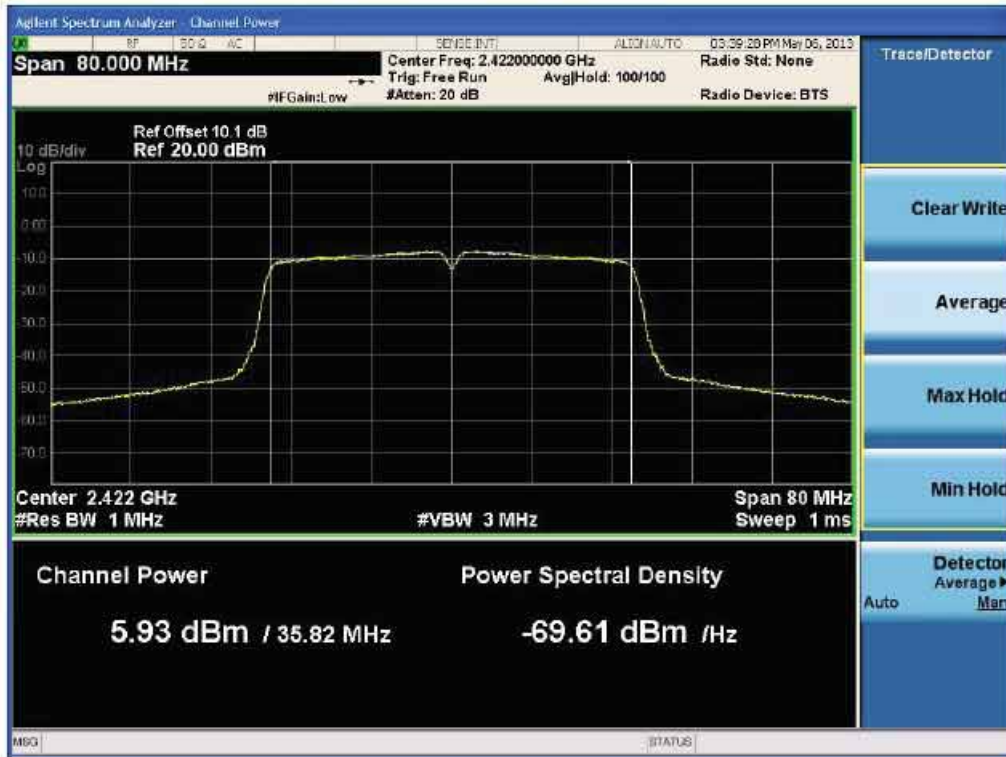 Agilent Spectrum Analyzer - Channel Power
RF 50 Ω AC SENSE:INT ALIGN AUTO 03:39:28 PM May 06, 2013
Span 80.000 MHz
Center Freq: 2.422000000 GHz
Radio Std: None
Trig: Free Run Avg|Hold: 100/100
#IFGain:Low
#Atten: 20 dB
Radio Device: BTS
Ref Offset 10.1 dB
10 dB/div
Ref 20.00 dBm
Log
10.0
0.00
-10.0
-20.0
-30.0
-40.0
-50.0
-60.0
-70.0
Center 2.422 GHz
Span 80 MHz
#Res BW 1 MHz
#VBW 3 MHz
Sweep 1 ms
Channel Power
Power Spectral Density
5.93 dBm / 35.82 MHz
-69.61 dBm /Hz
MSG
STATUS
Trace/Detector
Clear Write
Average
Max Hold
Min Hold
Detector
Average
Auto Man